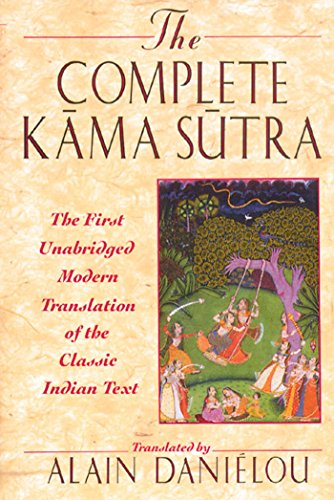 The
COMPLETE
KĀMA SŪTRA
The First
Unabridged
Modern
Translation
of the
Classic
Indian Text
Translated by
ALAIN DANIÉLOU